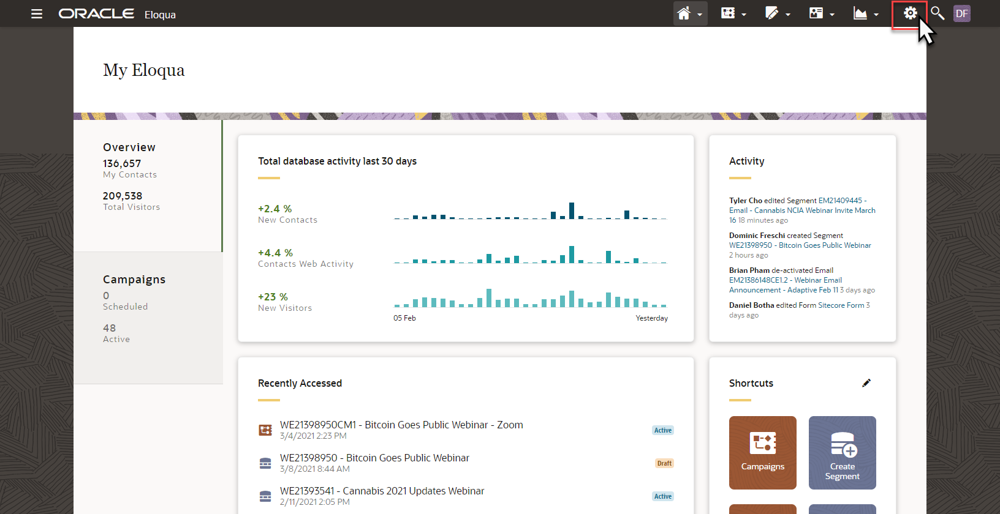 ORACLE Eloqua
DF
My Eloqua
Overview
136,657
My Contacts
209,538
Total Visitors
Campaigns
0
Scheduled
48
Active
Total database activity last 30 days
+2.4 %
New Contacts
+4.4 %
Contacts Web Activity
+23 %
New Visitors
05 Feb
Yesterday
Activity
Tyler Cho edited Segment EM21409445 -
Email - Cannabis NCIA Webinar Invite March
16 18 minutes ago
Dominic Freschi created Segment
WE21398950 - Bitcoin Goes Public Webinar
2 hours ago
Brian Pham de-activated Email
EM21386148CE1.2 - Webinar Email
Announcement - Adaptive Feb 11 3 days ago
Daniel Botha edited Form Sitecore Form 3
days ago
Recently Accessed
WE21398950CM1 - Bitcoin Goes Public Webinar - Zoom
3/4/2021 2:23 PM
Active
WE21398950 - Bitcoin Goes Public Webinar
3/8/2021 8:44 AM
Draft
WE21393541 - Cannabis 2021 Updates Webinar
2/11/2021 2:05 PM
Active
Shortcuts
Campaigns
Create
Segment